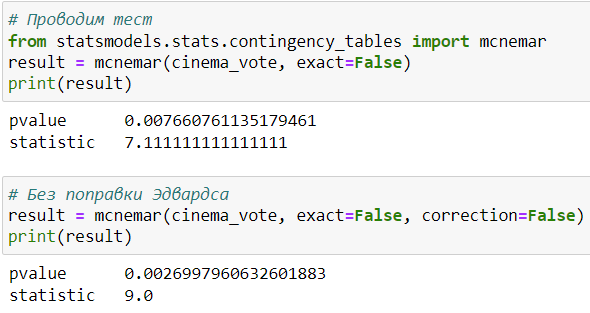 # Проводим тест
from statsmodels.stats.contingency_tables import mcnemar
result = mcnemar(cinema_vote, exact=False)
print(result)
pvalue 0.007660761135179461
statistic 7.111111111111111
# Без поправки Эдвардса
result = mcnemar(cinema_vote, exact=False, correction=False)
print(result)
pvalue 0.0026997960632601883
statistic 9.0